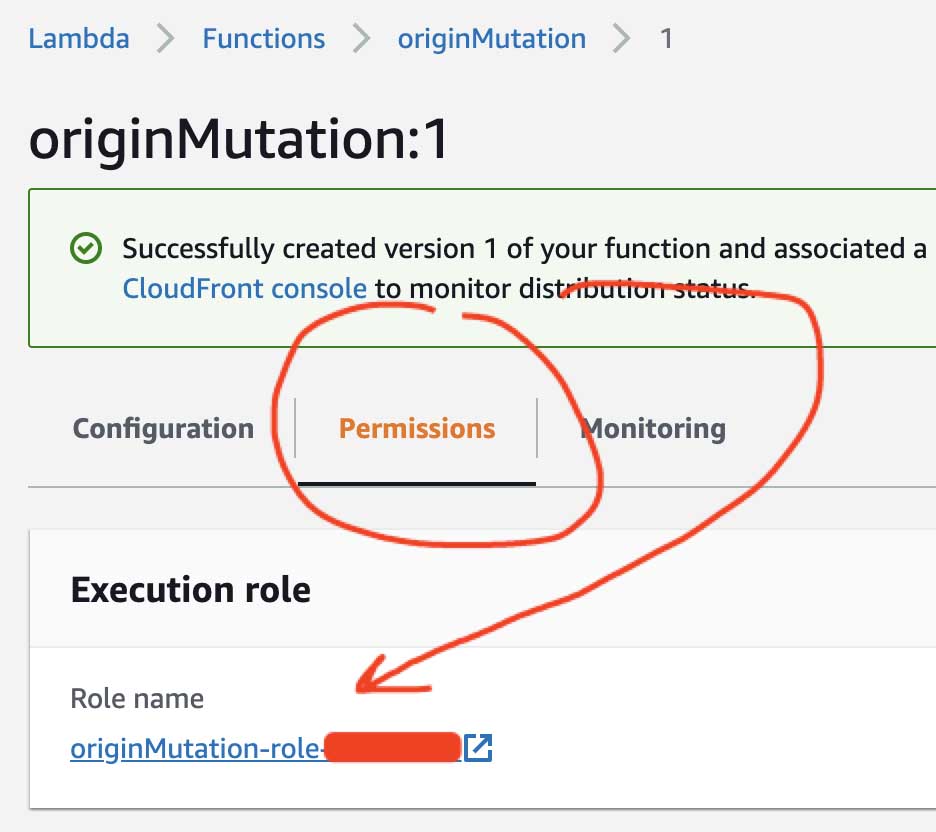 Lambda > Functions > originMutation > 1
originMutation:1
Successfully created version 1 of your function and associated a
CloudFront console to monitor distribution status.
Configuration Permissions Monitoring
Execution role
Role name
originMutation-role-